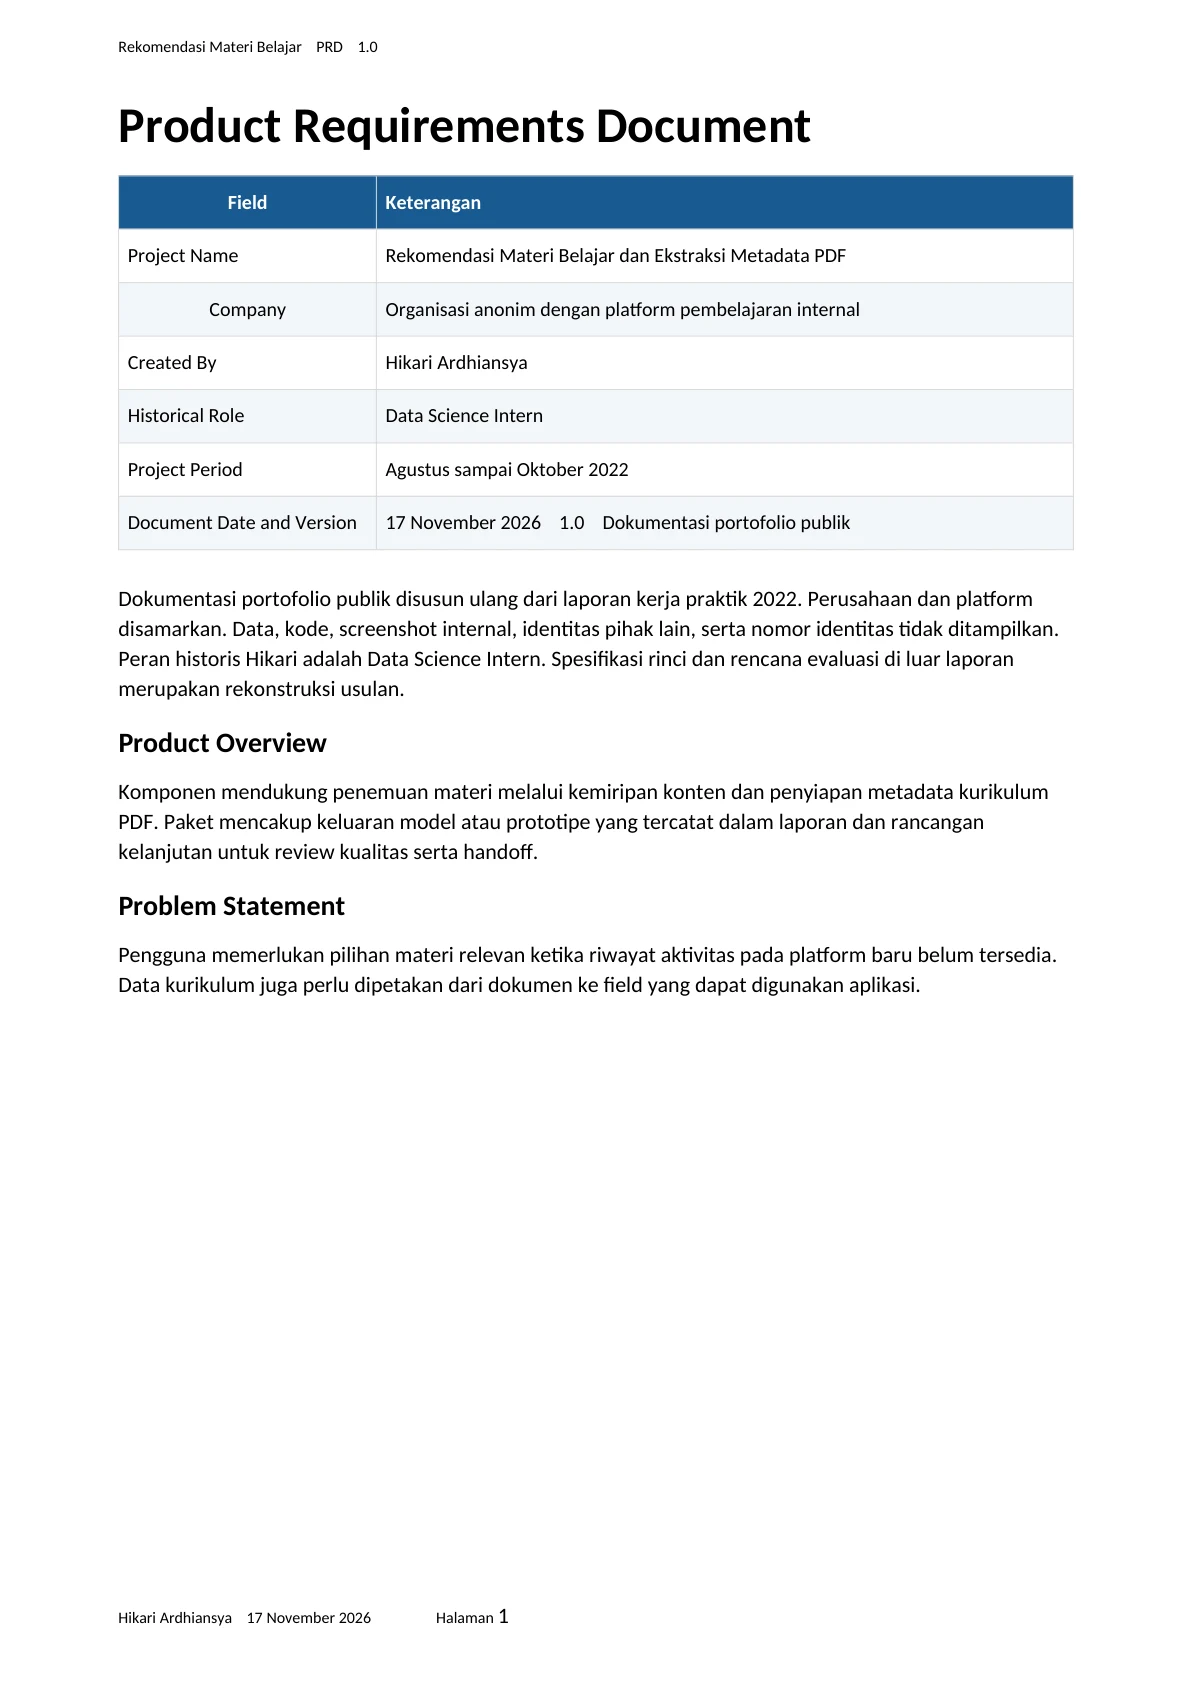 Rekomendasi Materi Belajar PRD 1.0
Product Requirements Document
Field Keterangan
Project Name Rekomendasi Materi Belajar dan Ekstraksi Metadata PDF
Company Organisasi anonim dengan platform pembelajaran internal
Created By Hikari Ardhiansya
Historical Role Data Science Intern
Project Period Agustus sampai Oktober 2022
Document Date and Version 17 November 2026 1.0 Dokumentasi portofolio publik
Dokumentasi portofolio publik disusun ulang dari laporan kerja praktik 2022. Perusahaan dan platform
disamarkan. Data, kode, screenshot internal, identitas pihak lain, serta nomor identitas tidak ditampilkan.
Peran historis Hikari adalah Data Science Intern. Spesifikasi rinci dan rencana evaluasi di luar laporan
merupakan rekonstruksi usulan.
Product Overview
Komponen mendukung penemuan materi melalui kemiripan konten dan penyiapan metadata kurikulum
PDF. Paket mencakup keluaran model atau prototipe yang tercatat dalam laporan dan rancangan
kelanjutan untuk review kualitas serta handoff.
Problem Statement
Pengguna memerlukan pilihan materi relevan ketika riwayat aktivitas pada platform baru belum tersedia.
Data kurikulum juga perlu dipetakan dari dokumen ke field yang dapat digunakan aplikasi.
Hikari Ardhiansya 17 November 2026 Halaman 1